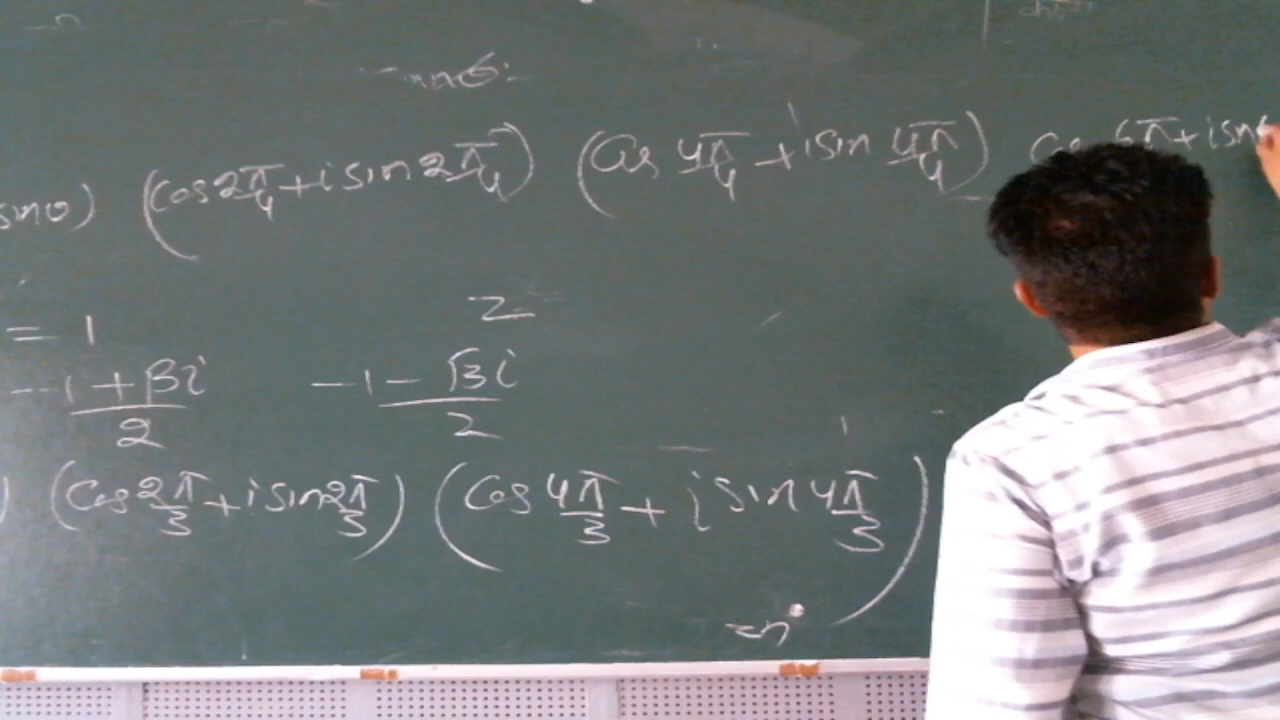 sinθ) (cos 2π/4 + i sin 2π/4) (cos 4π/4 + i sin 4π/4) cos 6π + i sin 6
= 1
-1 + √3i / 2    -1 - √3i / 2
) (cos 2π/3 + i sin 2π/3) (cos 4π/3 + i sin 4π/3)